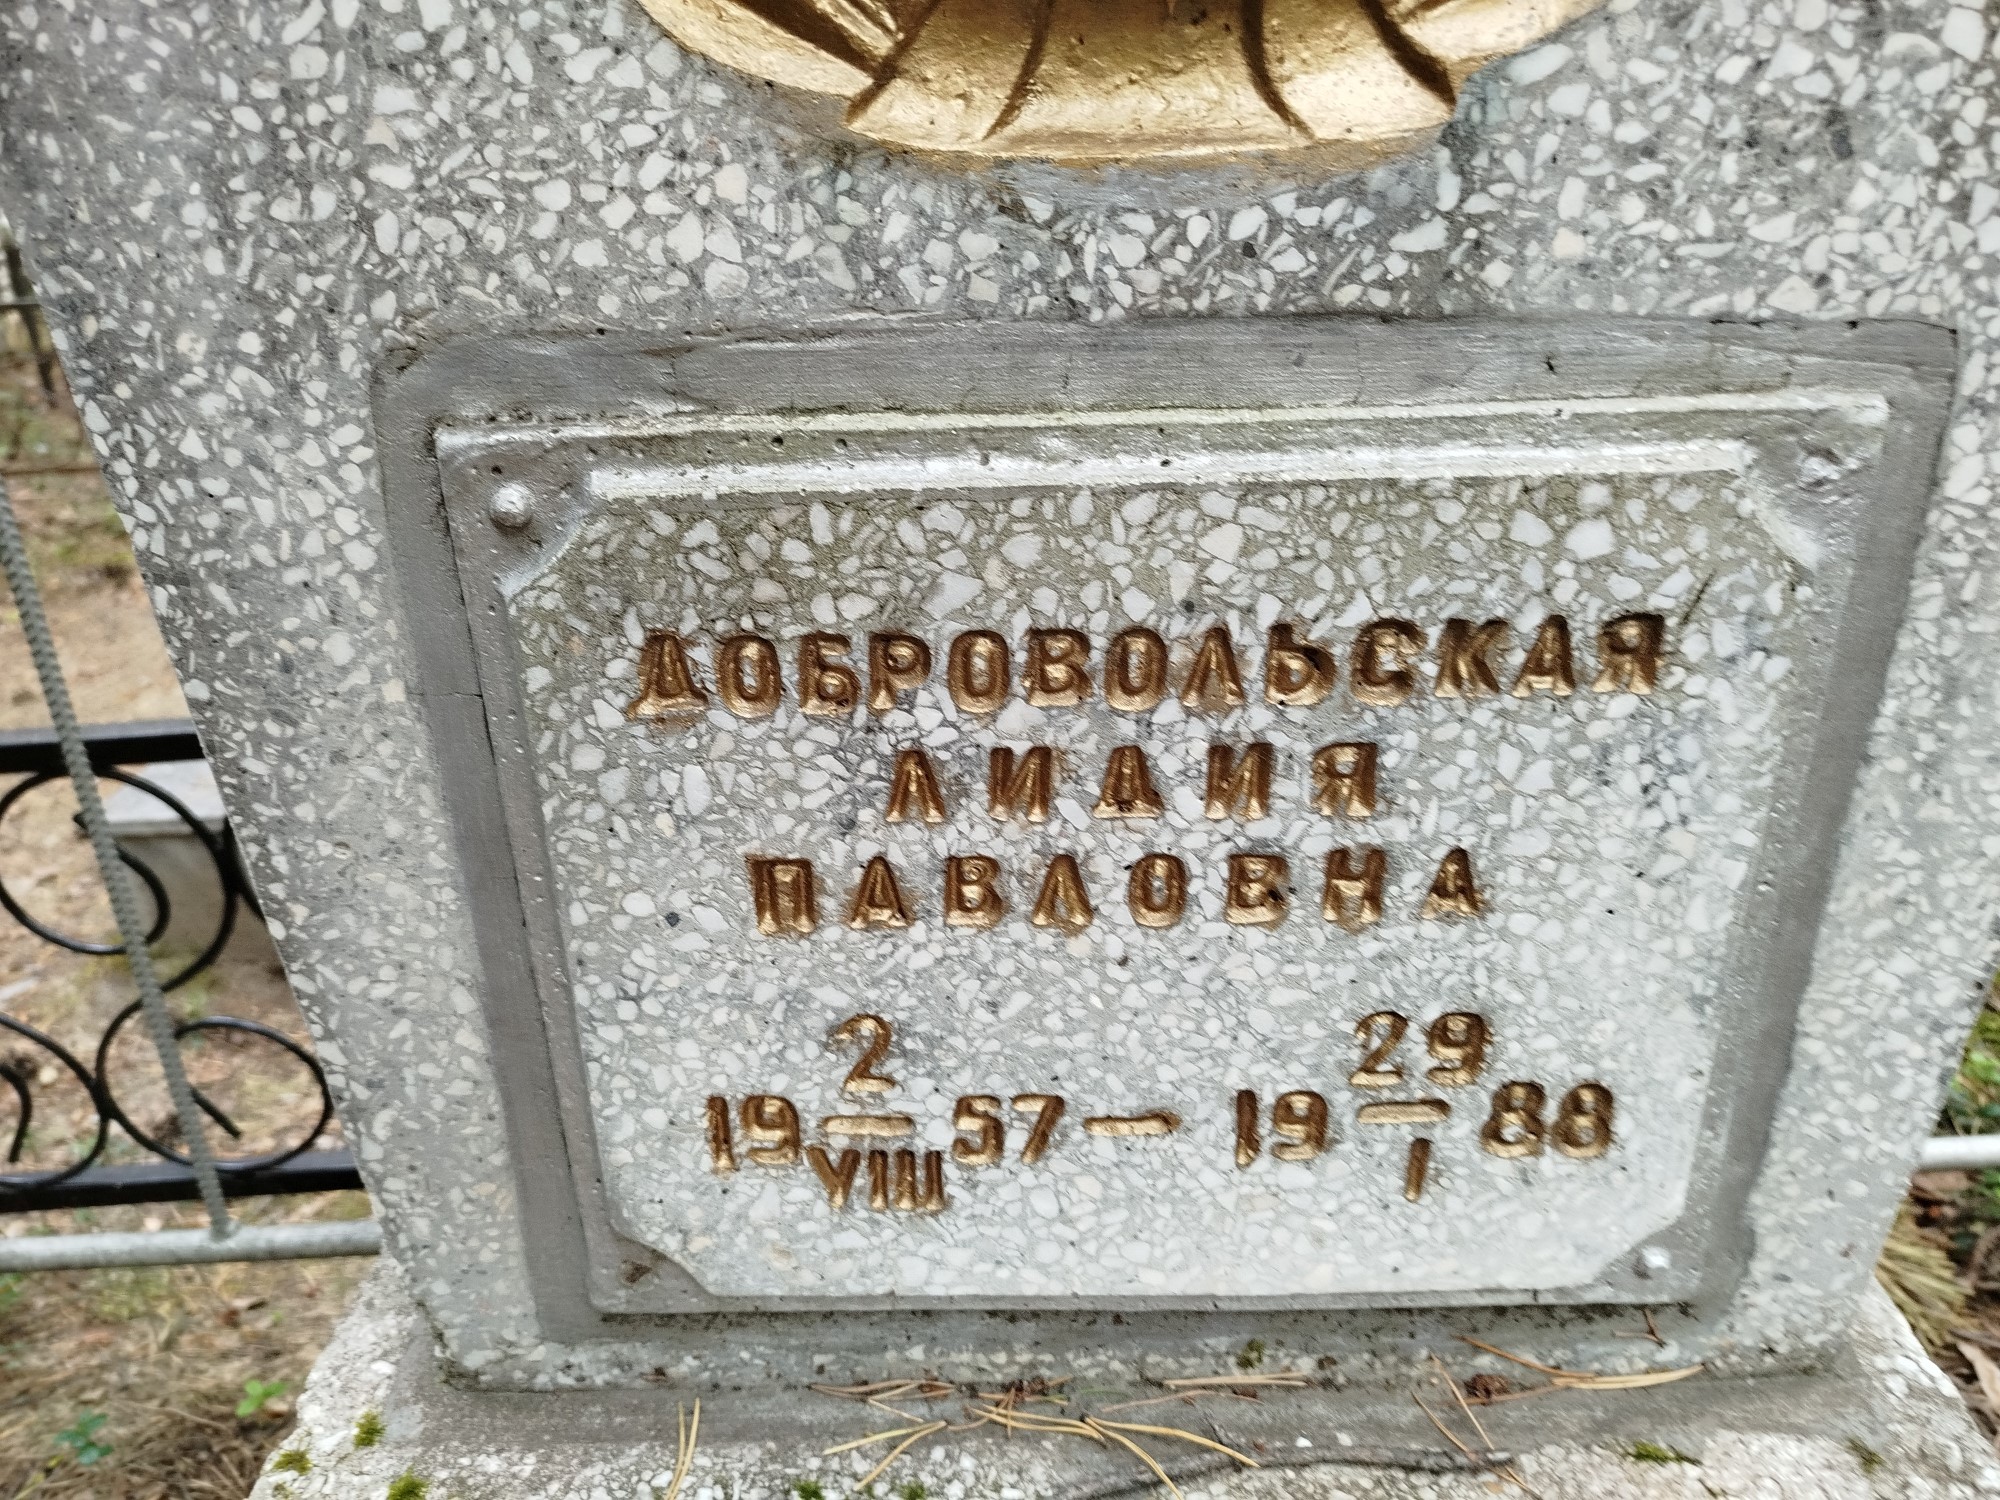 ДОБРОВОЛЬСКАЯ
ЛИДИЯ
ПАВЛОВНА
19 2/VIII 57 — 19 29/I 88